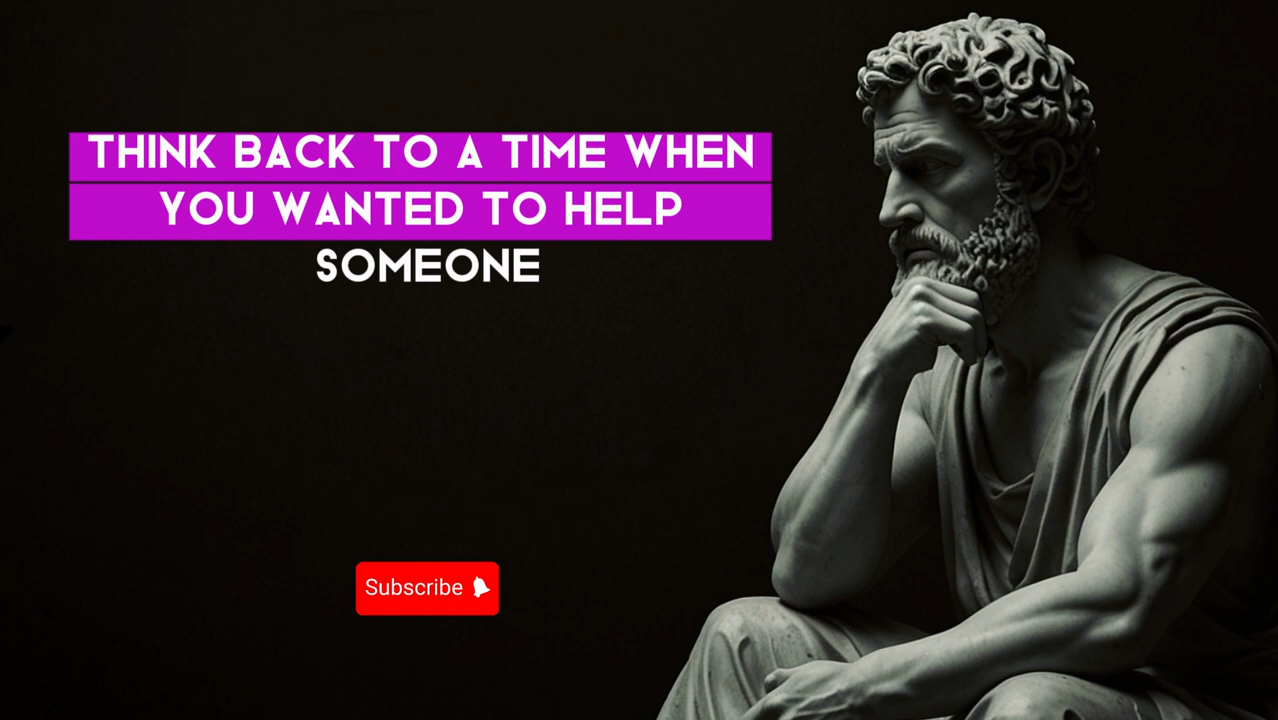 THINK BACK TO A TIME WHEN
YOU WANTED TO HELP
SOMEONE
Subscribe